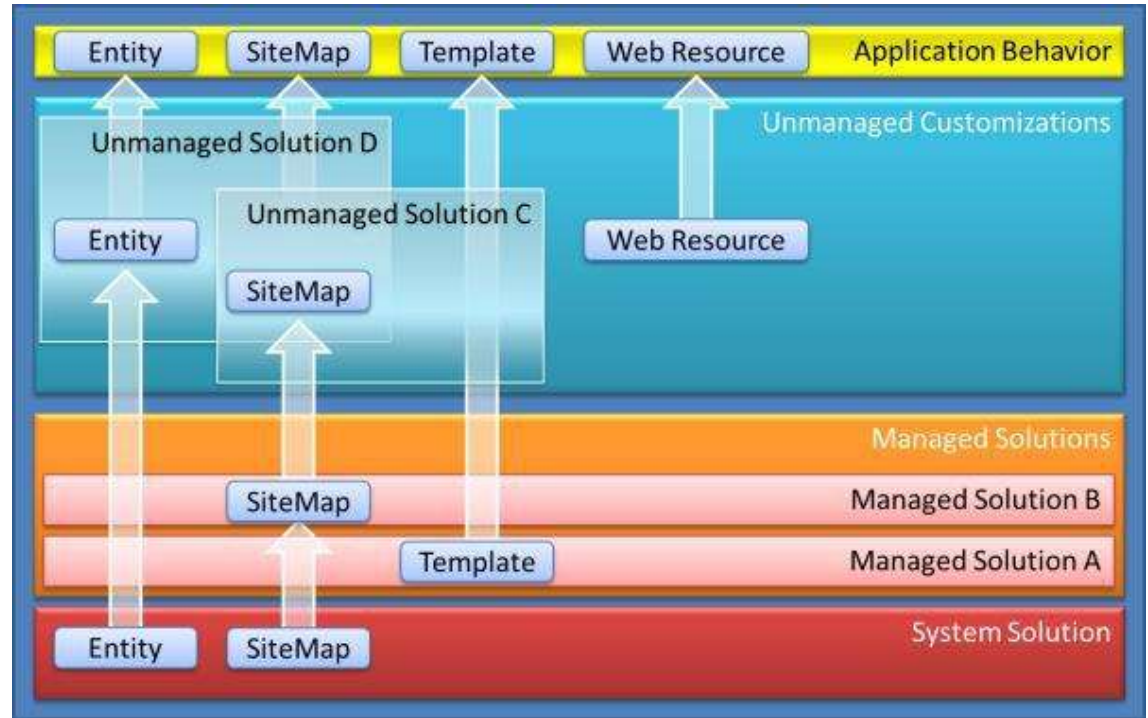 Entity SiteMap Template Web Resource Application Behavior
Unmanaged Customizations
Unmanaged Solution D
Unmanaged Solution C
Entity
Web Resource
SiteMap
Managed Solutions
SiteMap Managed Solution B
Template Managed Solution A
System Solution
Entity SiteMap